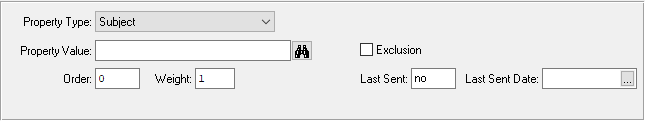 Property Type: Subject
Property Value: Exclusion
Order: 0 Weight: 1 Last Sent: no Last Sent Date: ...